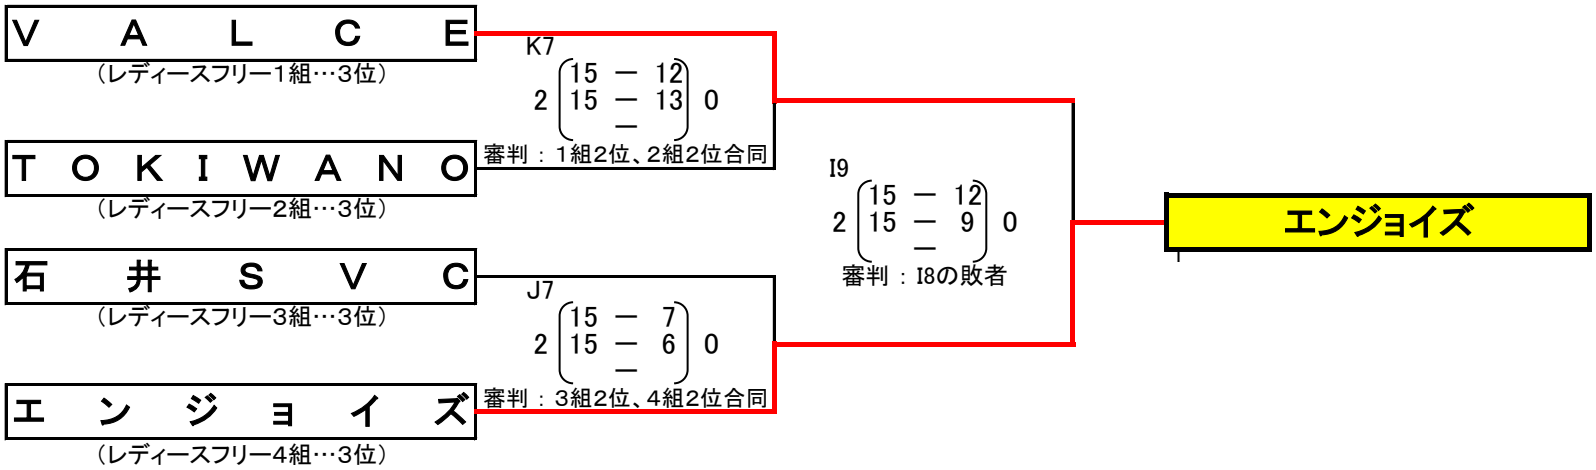 VALCE
（レディースフリー1組…3位）
K7
15 － 12
2 15 － 13 0
－
審判：1組2位、2組2位合同
TOKIWANO
（レディースフリー2組…3位）
I9
15 － 12
2 15 － 9 0
－
審判：I8の敗者
エンジョイズ
石井SVC
（レディースフリー3組…3位）
J7
15 － 7
2 15 － 6 0
－
審判：3組2位、4組2位合同
エンジョイズ
（レディースフリー4組…3位）